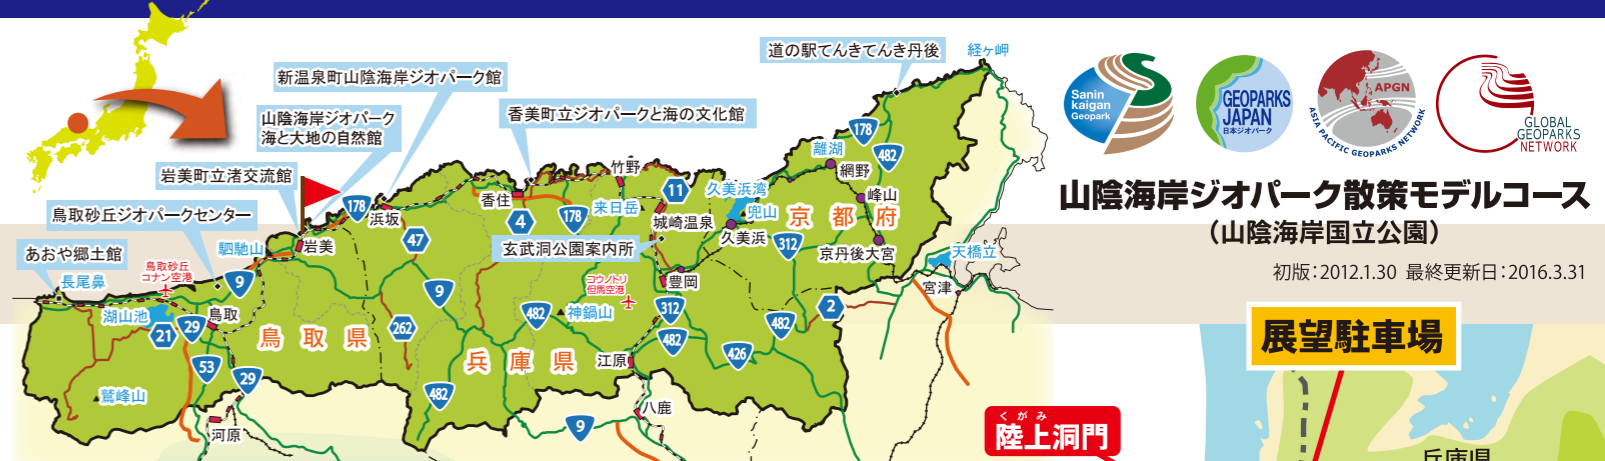 道の駅てんきてんき丹後
経ヶ岬
新温泉町山陰海岸ジオパーク館
山陰海岸ジオパーク
海と大地の自然館
香美町立ジオパークと海の文化館
岩美町立渚交流館
鳥取砂丘ジオパークセンター
あおや郷土館
玄武洞公園案内所
Sanin
kaigan
Geopark
GEOPARKS
JAPAN
日本ジオパーク
APGN
ASIA PACIFIC GEOPARKS NETWORK
GLOBAL
GEOPARKS
NETWORK
山陰海岸ジオパーク散策モデルコース
（山陰海岸国立公園）
初版：2012.1.30 最終更新日：2016.3.31
展望駐車場
くがみ
陸上洞門
兵庫県
178
482
離湖
網野
峰山
竹野
11
久美浜湾
兜山
京都府
香住
4
178
来日岳
城崎温泉
久美浜
312
京丹後大宮
天橋立
宮津
178
浜坂
47
岩美
駟馳山
長尾鼻
鳥取砂丘
コナン空港
9
湖山池
21
29
鳥取
鳥取県
262
9
482
神鍋山
コウノトリ
但馬空港
豊岡
312
482
482
2
426
兵庫県
江原
53
29
鷲峰山
482
河原
9
八鹿